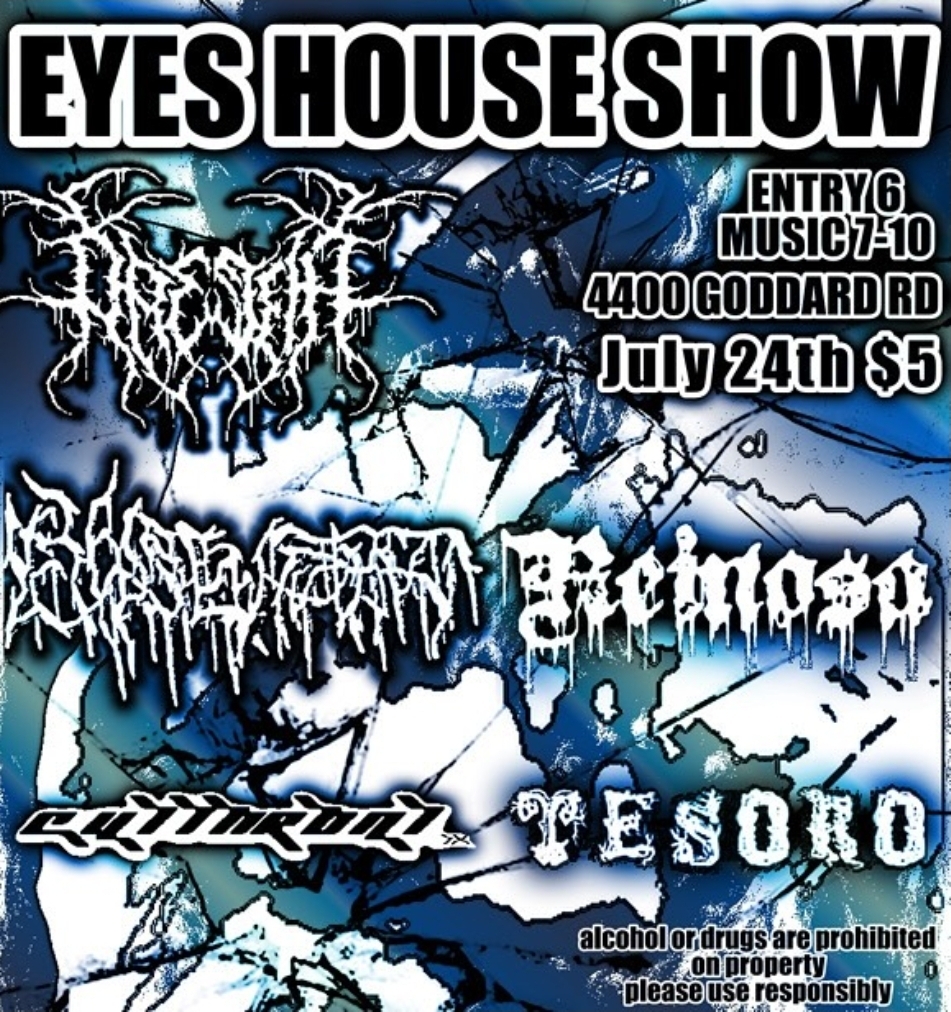 EYES HOUSE SHOW
ENTRY 6
MUSIC 7-10
4400 GODDARD RD
July 24th $5
Reinosa
TESORO
alcohol or drugs are prohibited
on property
please use responsibly